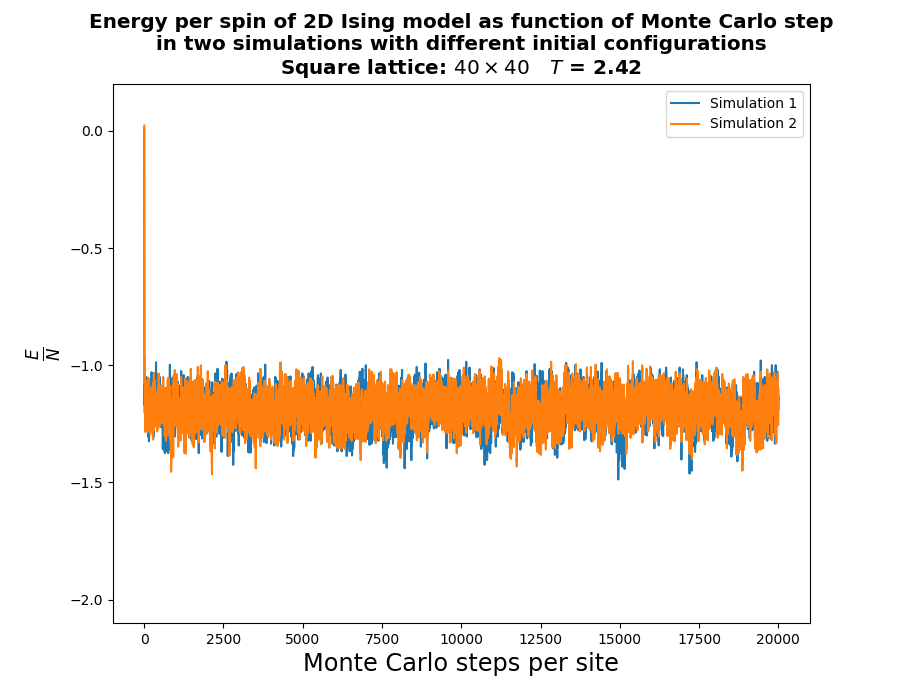 Energy per spin of 2D Ising model as function of Monte Carlo step
in two simulations with different initial configurations
Square lattice: 40 × 40 T = 2.42
Simulation 1
Simulation 2
0.0
−0.5
−1.0
−1.5
−2.0
E
N
0 2500 5000 7500 10000 12500 15000 17500 20000
Monte Carlo steps per site